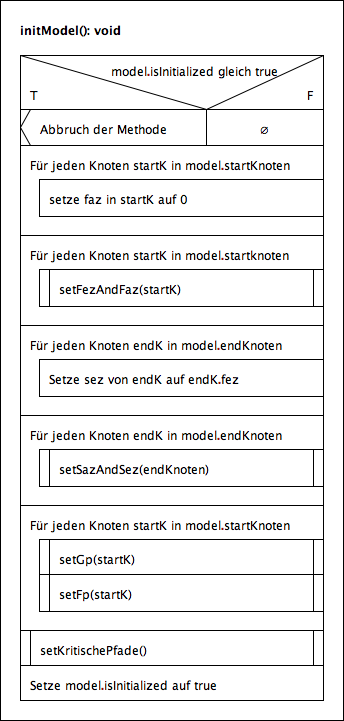 initModel(): void
model.isInitialized gleich true
T
F
Abbruch der Methode
∅
Für jeden Knoten startK in model.startKnoten
setze faz in startK auf 0
Für jeden Knoten startK in model.startknoten
setFezAndFaz(startK)
Für jeden Knoten endK in model.endKnoten
Setze sez von endK auf endK.fez
Für jeden Knoten endK in model.endKnoten
setSazAndSez(endKnoten)
Für jeden Knoten startK in model.startKnoten
setGp(startK)
setFp(startK)
setKritischePfade()
Setze model.isInitialized auf true